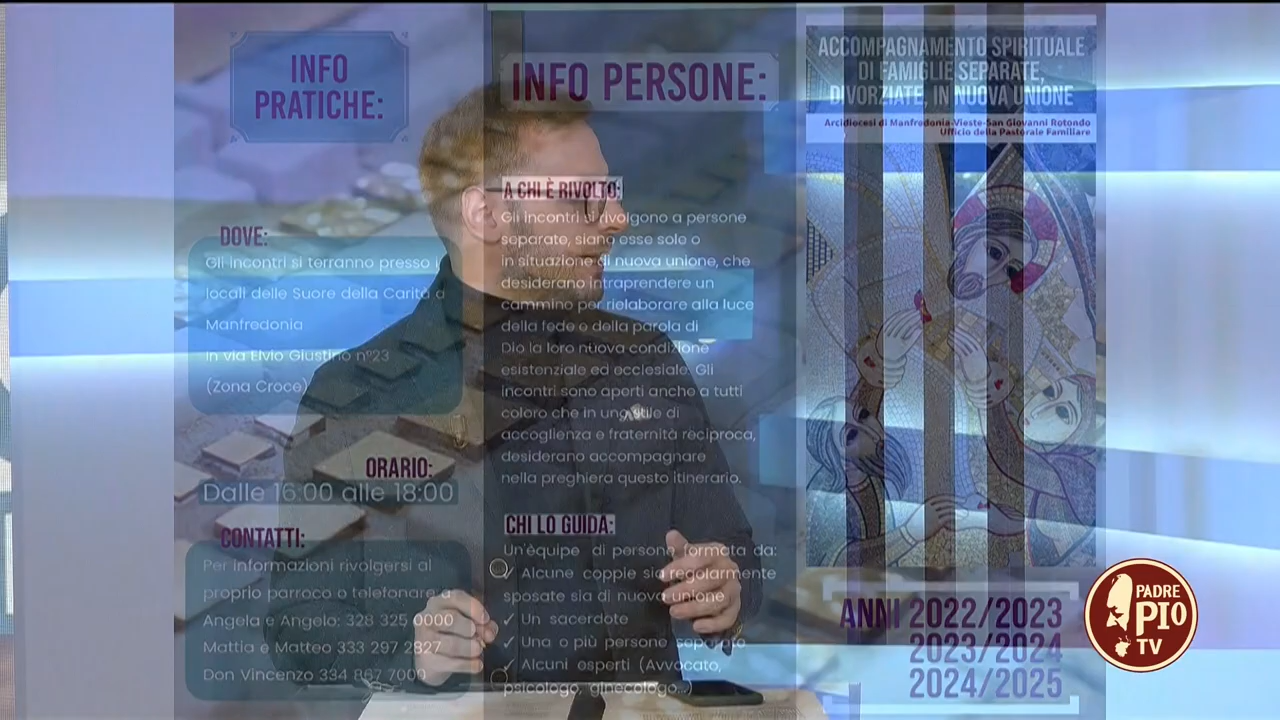 INFO
PRATICHE:
DOVE:
Gli incontri si terranno presso i
locali delle Suore della Carità a
Manfredonia
in via Elvio Giustino n°23
(Zona Croce)
ORARIO:
Dalle 16:00 alle 18:00
CONTATTI:
Per informazioni rivolgersi al
proprio parroco o telefonare a
Angela e Angelo: 328 325 0000
Mattia e Matteo 333 297 2827
Don Vincenzo 334 867 7000
INFO PERSONE:
A CHI È RIVOLTO:
Gli incontri si rivolgono a persone
separate, siano esse sole o
in situazione di nuova unione, che
desiderano intraprendere un
cammino per rielaborare alla luce
della fede e della parola di
Dio la loro nuova condizione
esistenziale ed ecclesiale. Gli
incontri sono aperti anche a tutti
coloro che in uno stile di
accoglienza e fraternità reciproca,
desiderano accompagnare
nella preghiera questo itinerario.
CHI LO GUIDA:
Un'èquipe di persone formata da:
✓ Alcune coppie sia regolarmente
sposate sia di nuova unione
✓ Un sacerdote
✓ Una o più persone separate
✓ Alcuni esperti (Avvocato,
psicologo, ginecologo...)
ACCOMPAGNAMENTO SPIRITUALE
DI FAMIGLIE SEPARATE,
DIVORZIATE, IN NUOVA UNIONE
Arcidiocesi di Manfredonia-Vieste-San Giovanni Rotondo
Ufficio della Pastorale Familiare
ANNI 2022/2023
2023/2024
2024/2025
PADRE
PIO
TV